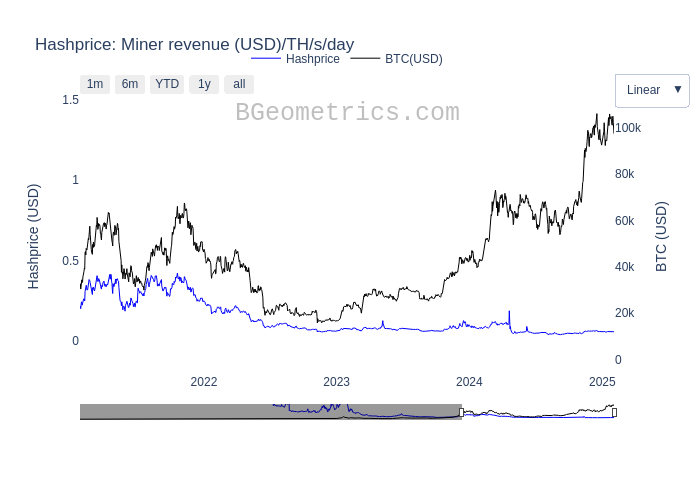 Hashprice: Miner revenue (USD)/TH/s/day
Hashprice BTC(USD)
1m 6m YTD 1y all
Linear ▼
BGeometrics.com
1.5
1
0.5
0
Hashprice (USD)
100k
80k
60k
40k
20k
0
BTC (USD)
2022 2023 2024 2025